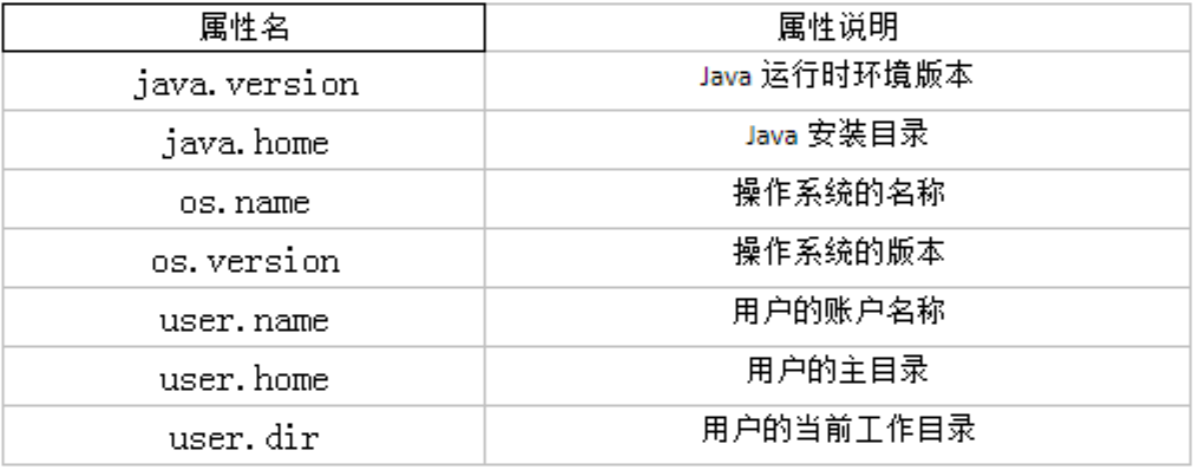 属性名 属性说明
java.version Java 运行时环境版本
java.home Java 安装目录
os.name 操作系统的名称
os.version 操作系统的版本
user.name 用户的账户名称
user.home 用户的主目录
user.dir 用户的当前工作目录